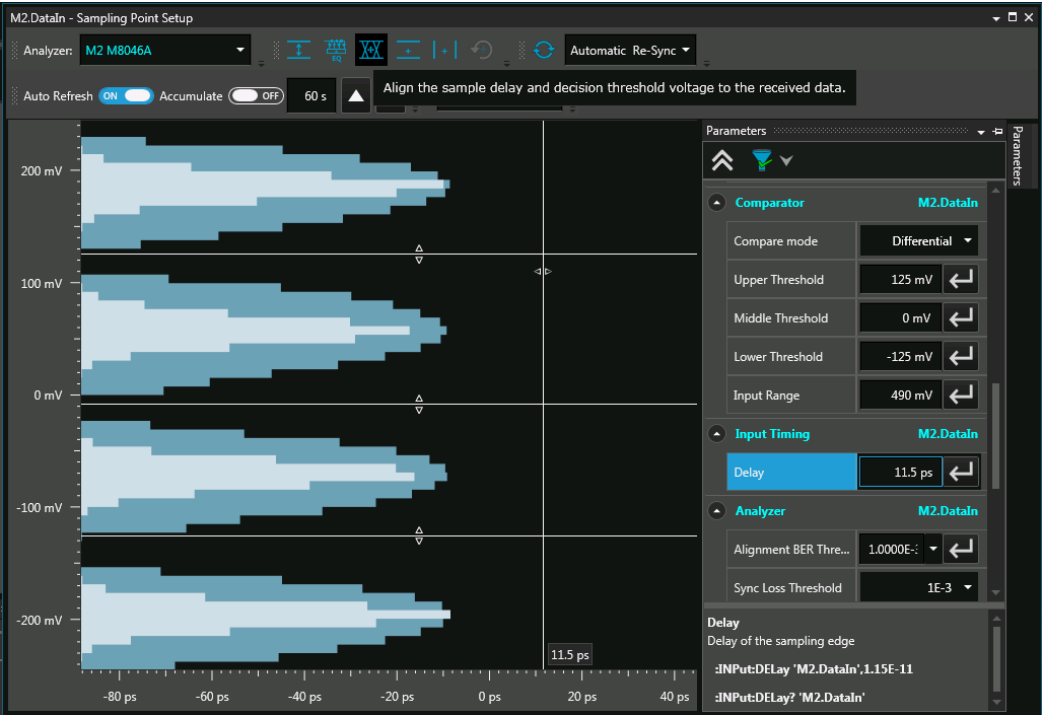 M2.DataIn - Sampling Point Setup
Analyzer: M2 M8046A
EQ
Automatic Re-Sync
Auto Refresh ON Accumulate OFF 60 s
Align the sample delay and decision threshold voltage to the received data.
200 mV
100 mV
0 mV
-100 mV
-200 mV
11.5 ps
-80 ps -60 ps -40 ps -20 ps 0 ps 20 ps 40 ps
Parameters
Parameters
Comparator M2.DataIn
Compare mode Differential
Upper Threshold 125 mV
Middle Threshold 0 mV
Lower Threshold -125 mV
Input Range 490 mV
Input Timing M2.DataIn
Delay 11.5 ps
Analyzer M2.DataIn
Alignment BER Thre... 1.0000E-
Sync Loss Threshold 1E-3
Delay
Delay of the sampling edge
:INPut:DELay 'M2.DataIn',1.15E-11
:INPut:DELay? 'M2.DataIn'